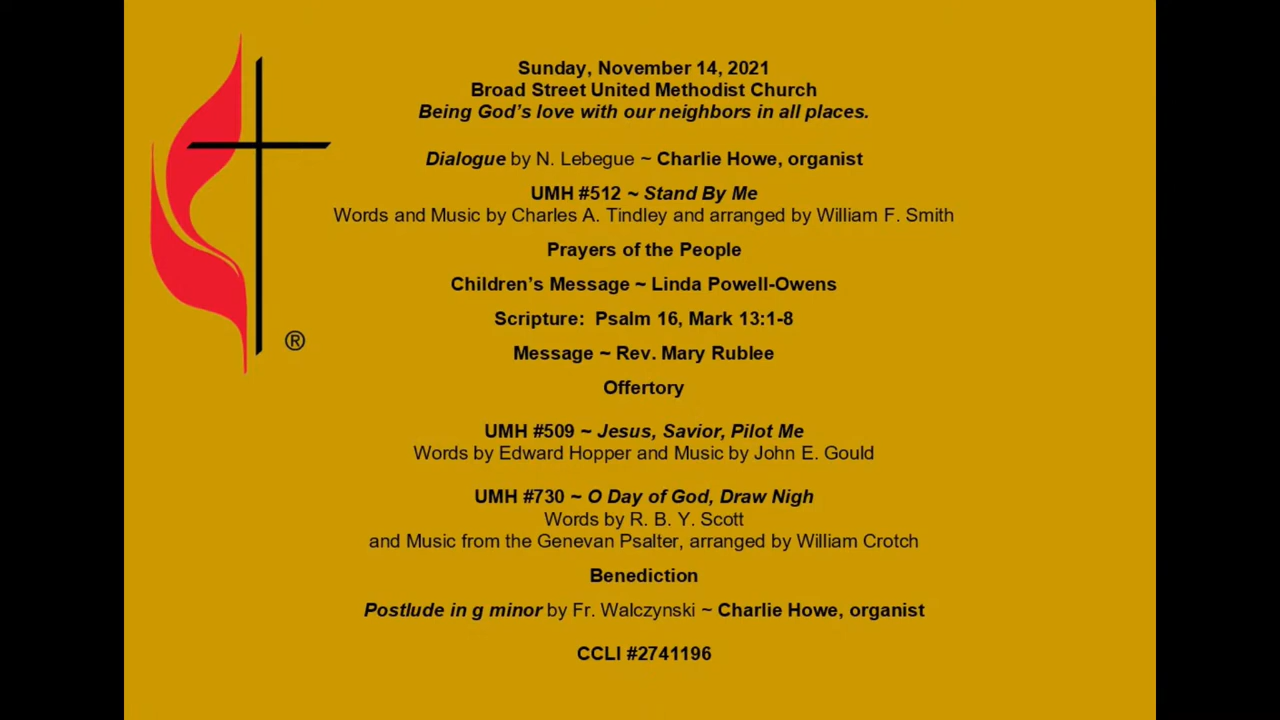 Sunday, November 14, 2021
Broad Street United Methodist Church
Being God's love with our neighbors in all places.
Dialogue by N. Lebegue ~ Charlie Howe, organist
UMH #512 ~ Stand By Me
Words and Music by Charles A. Tindley and arranged by William F. Smith
Prayers of the People
Children's Message ~ Linda Powell-Owens
Scripture:  Psalm 16, Mark 13:1-8
Message ~ Rev. Mary Rublee
Offertory
UMH #509 ~ Jesus, Savior, Pilot Me
Words by Edward Hopper and Music by John E. Gould
UMH #730 ~ O Day of God, Draw Nigh
Words by R. B. Y. Scott
and Music from the Genevan Psalter, arranged by William Crotch
Benediction
Postlude in g minor by Fr. Walczynski ~ Charlie Howe, organist
CCLI #2741196
®